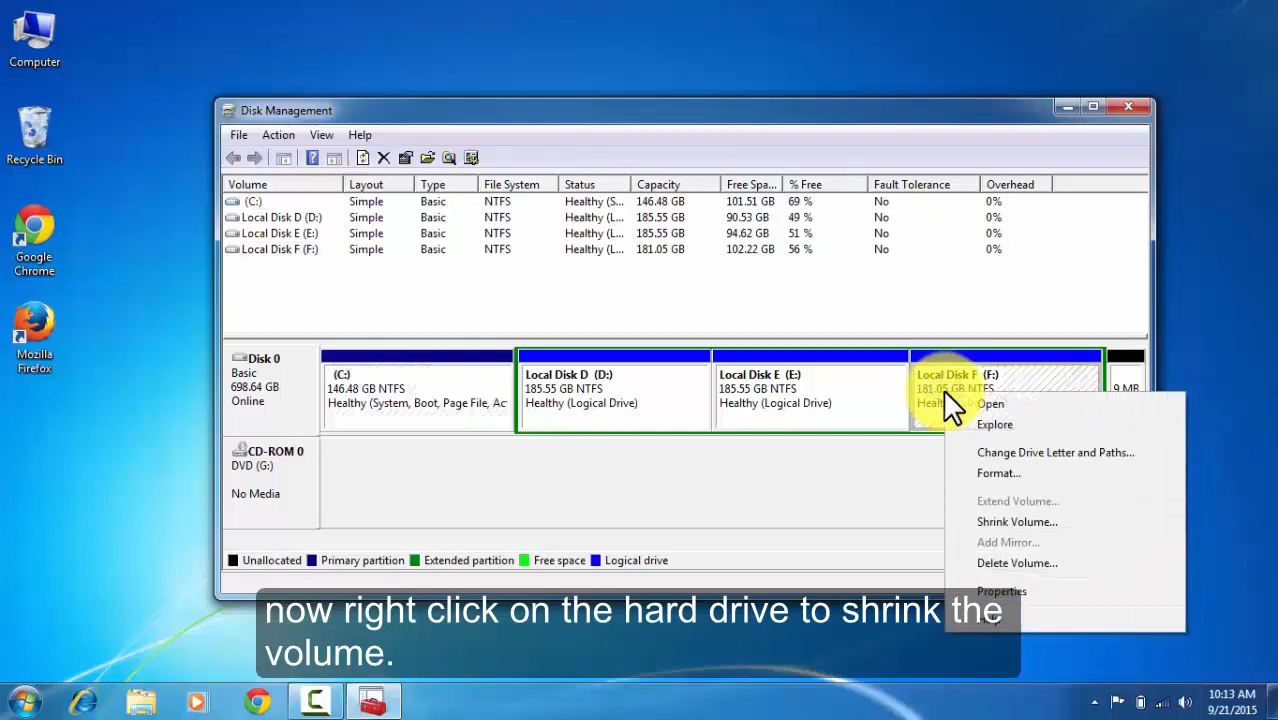 Computer
Recycle Bin
Google
Chrome
Mozilla
Firefox
Disk Management
File Action View Help
Volume Layout Type File System Status Capacity Free Spa... % Free Fault Tolerance Overhead
(C:) Simple Basic NTFS Healthy (S... 146.48 GB 101.51 GB 69 % No 0%
Local Disk D (D:) Simple Basic NTFS Healthy (L... 185.55 GB 90.53 GB 49 % No 0%
Local Disk E (E:) Simple Basic NTFS Healthy (L... 185.55 GB 94.62 GB 51 % No 0%
Local Disk F (F:) Simple Basic NTFS Healthy (L... 181.05 GB 102.22 GB 56 % No 0%
Disk 0
Basic
698.64 GB
Online
(C:)
146.48 GB NTFS
Healthy (System, Boot, Page File, Ac
Local Disk D (D:)
185.55 GB NTFS
Healthy (Logical Drive)
Local Disk E (E:)
185.55 GB NTFS
Healthy (Logical Drive)
Local Disk F (F:)
181.05 GB NTFS
9 MB
CD-ROM 0
DVD (G:)
No Media
Open
Explore
Change Drive Letter and Paths...
Format...
Extend Volume...
Shrink Volume...
Add Mirror...
Delete Volume...
Properties
Unallocated Primary partition Extended partition Free space Logical drive
now right click on the hard drive to shrink the
volume.
10:13 AM
9/21/2015